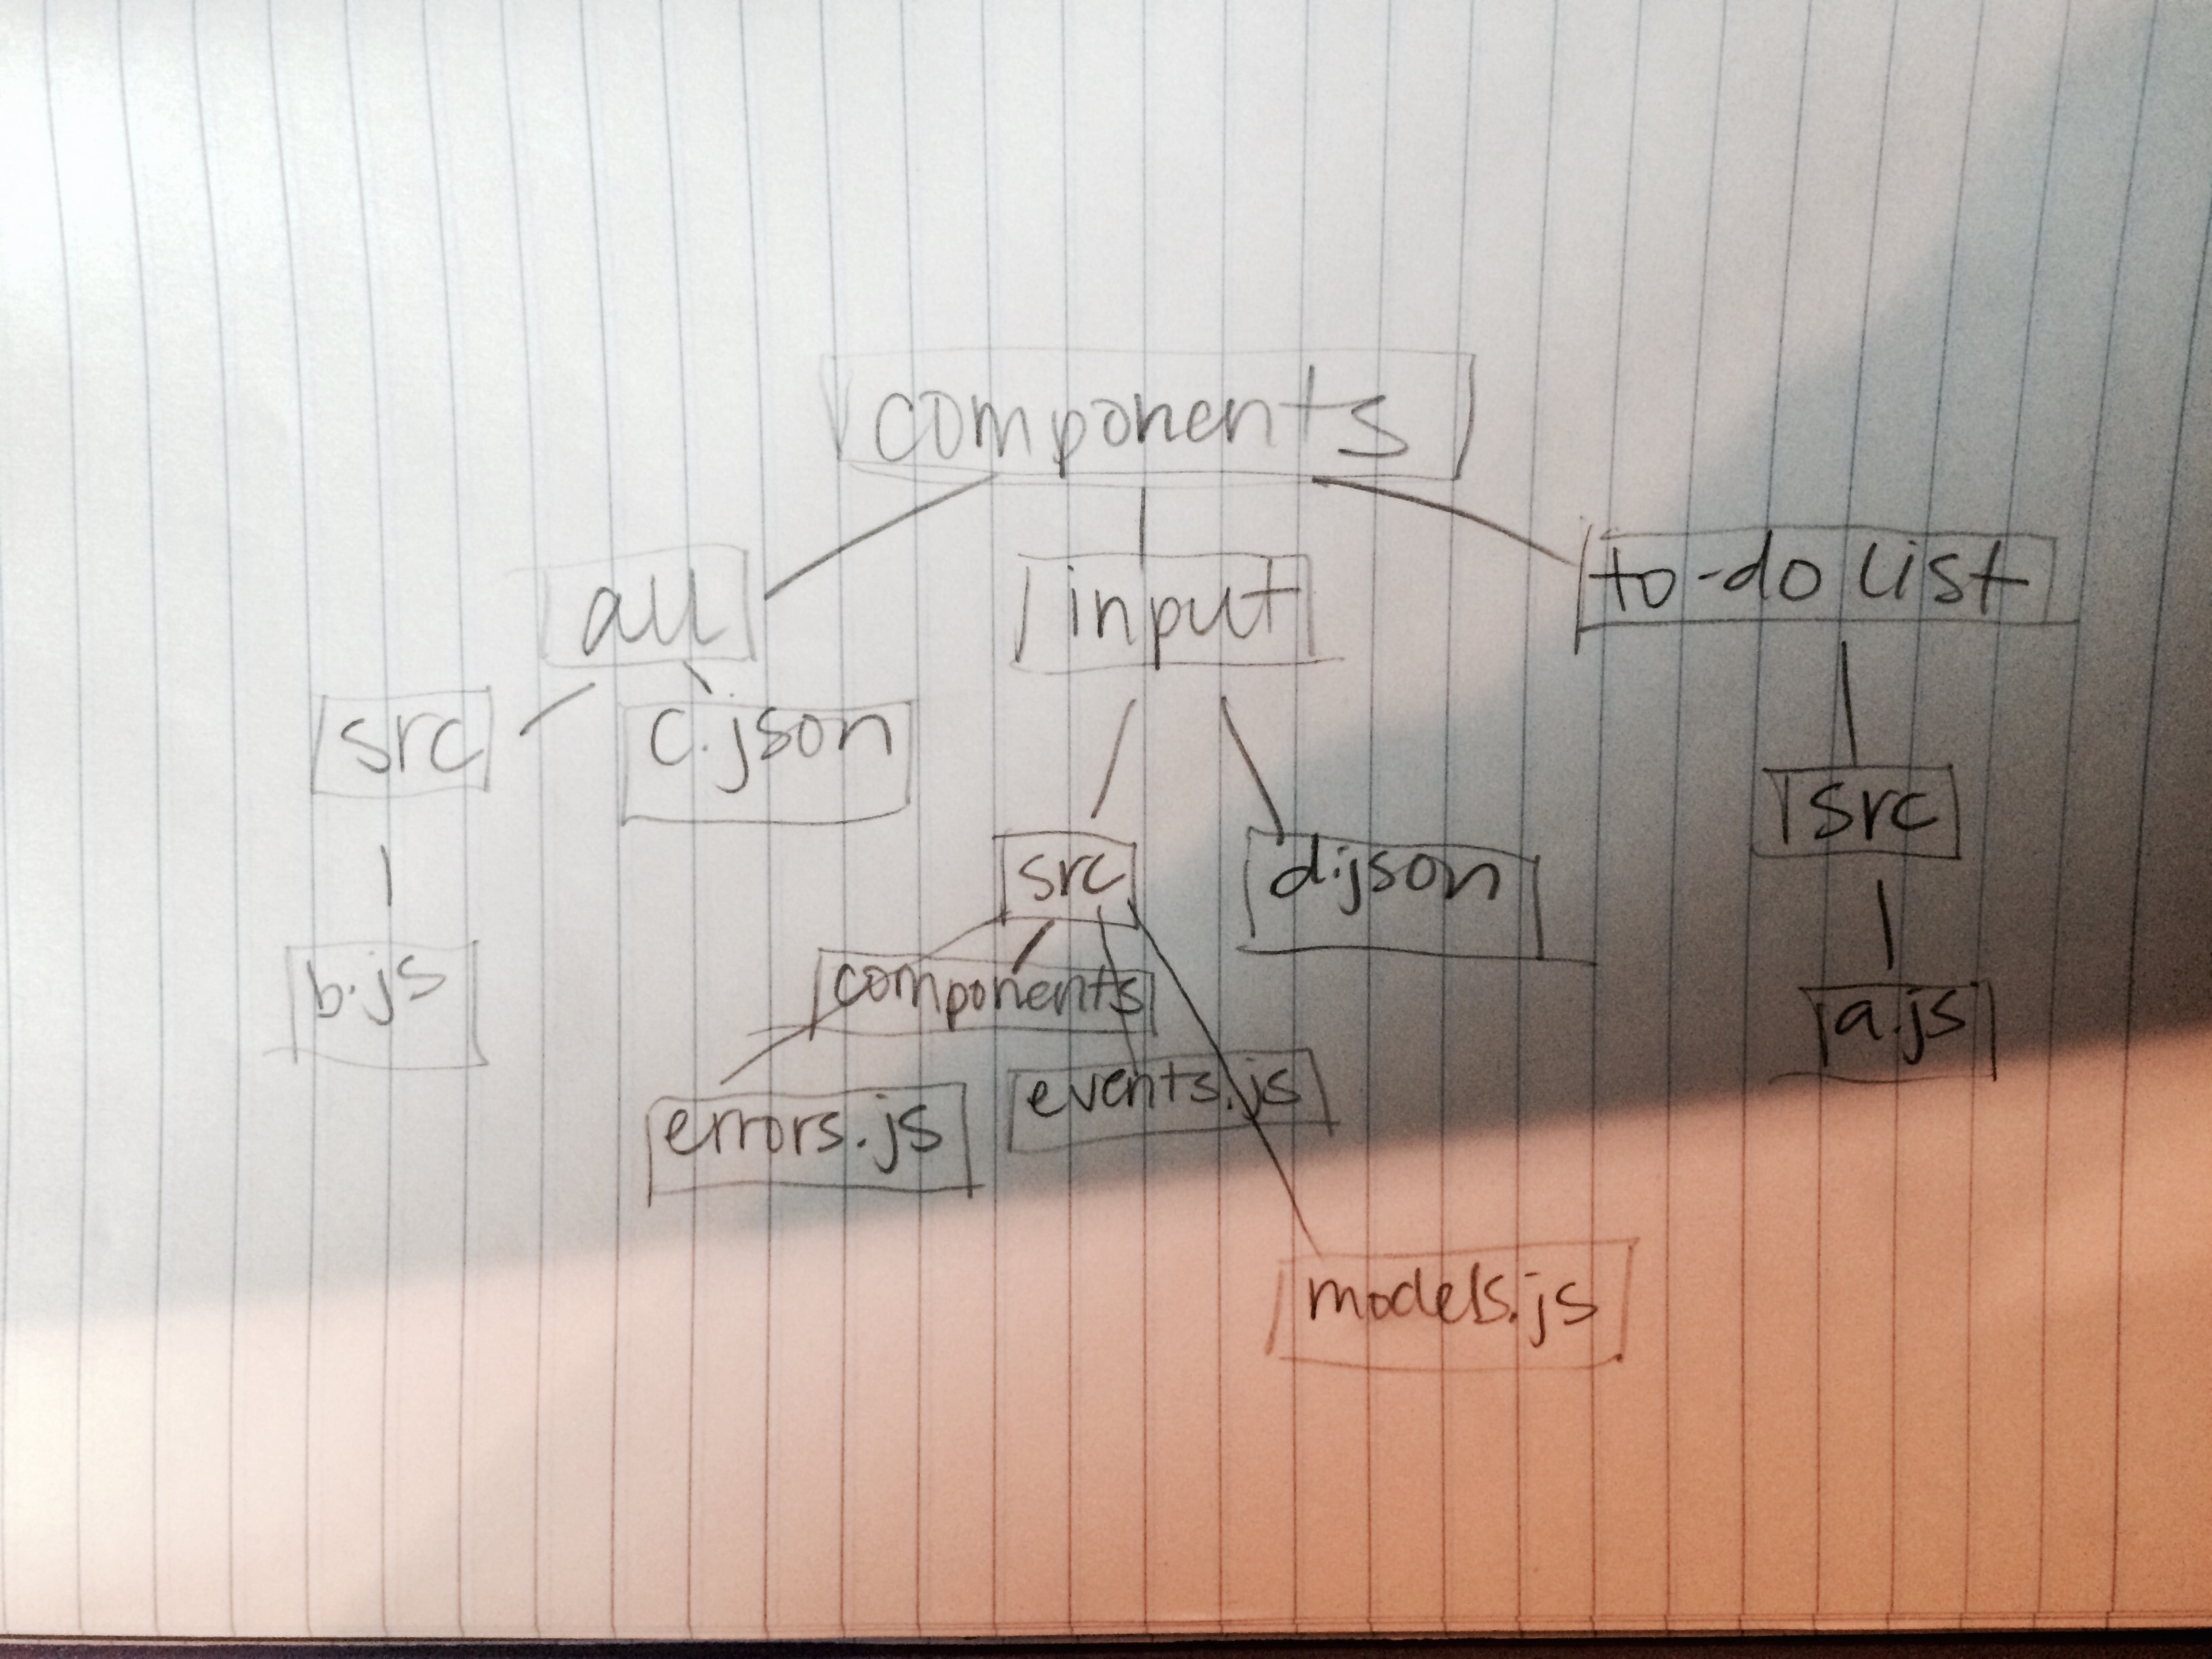 components
all
input
to-do list
src
c.json
src
d.json
src
b.js
components
a.js
errors.js
events.js
models.js